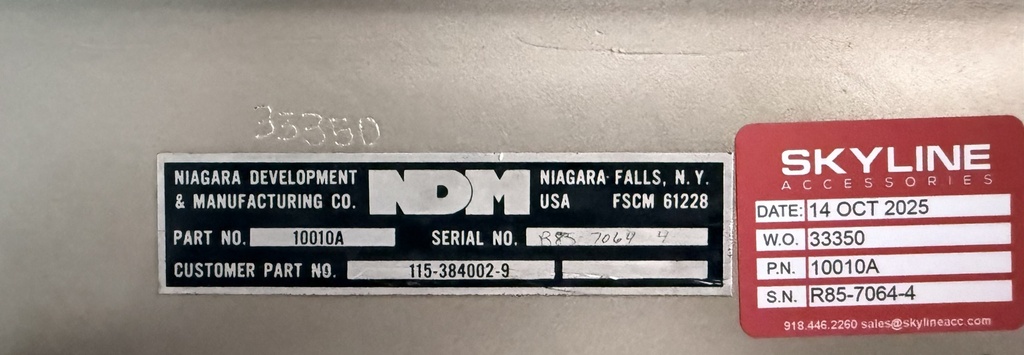 33350
NIAGARA DEVELOPMENT
& MANUFACTURING CO.
NDM
NIAGARA FALLS, N.Y.
USA FSCM 61228
PART NO. 10010A SERIAL NO. R85-7064 4
CUSTOMER PART NO. 115-384002-9
SKYLINE
ACCESSORIES
DATE: 14 OCT 2025
W.O. 33350
P.N. 10010A
S.N. R85-7064-4
918.446.2260 sales@skylineacc.com